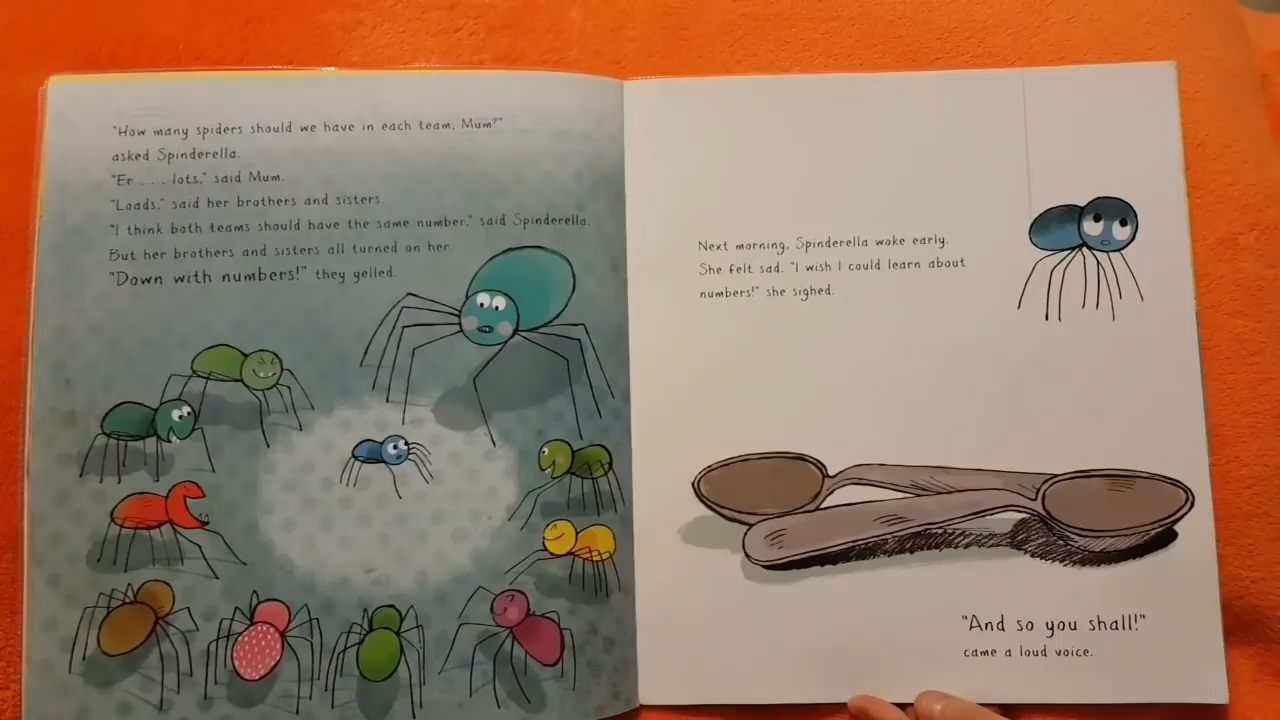 "How many spiders should we have in each team, Mum?"
asked Spinderella.
"Er . . . lots," said Mum.
"Loads," said her brothers and sisters.
"I think both teams should have the same number," said Spinderella.
But her brothers and sisters all turned on her.
"Down with numbers!" they yelled.
Next morning, Spinderella woke early.
She felt sad. "I wish I could learn about
numbers!" she sighed.
"And so you shall!"
came a loud voice.